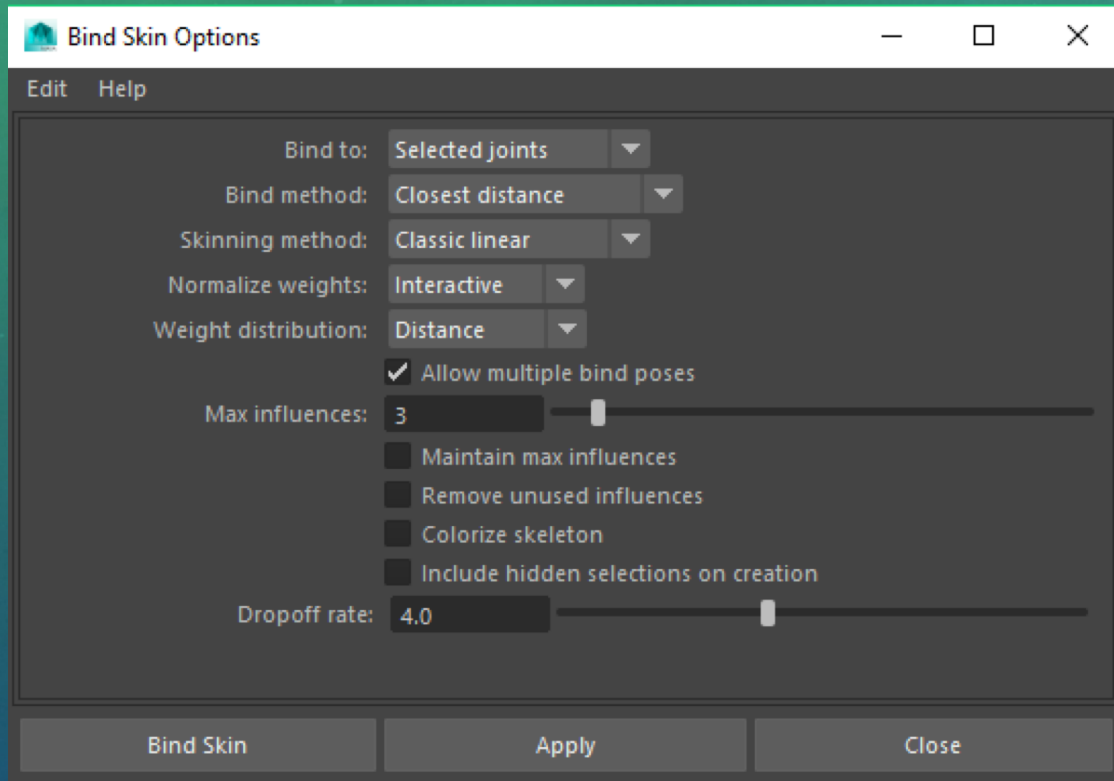 Bind Skin Options
Edit Help
Bind to: Selected joints
Bind method: Closest distance
Skinning method: Classic linear
Normalize weights: Interactive
Weight distribution: Distance
Allow multiple bind poses
Max influences: 3
Maintain max influences
Remove unused influences
Colorize skeleton
Include hidden selections on creation
Dropoff rate: 4.0
Bind Skin Apply Close